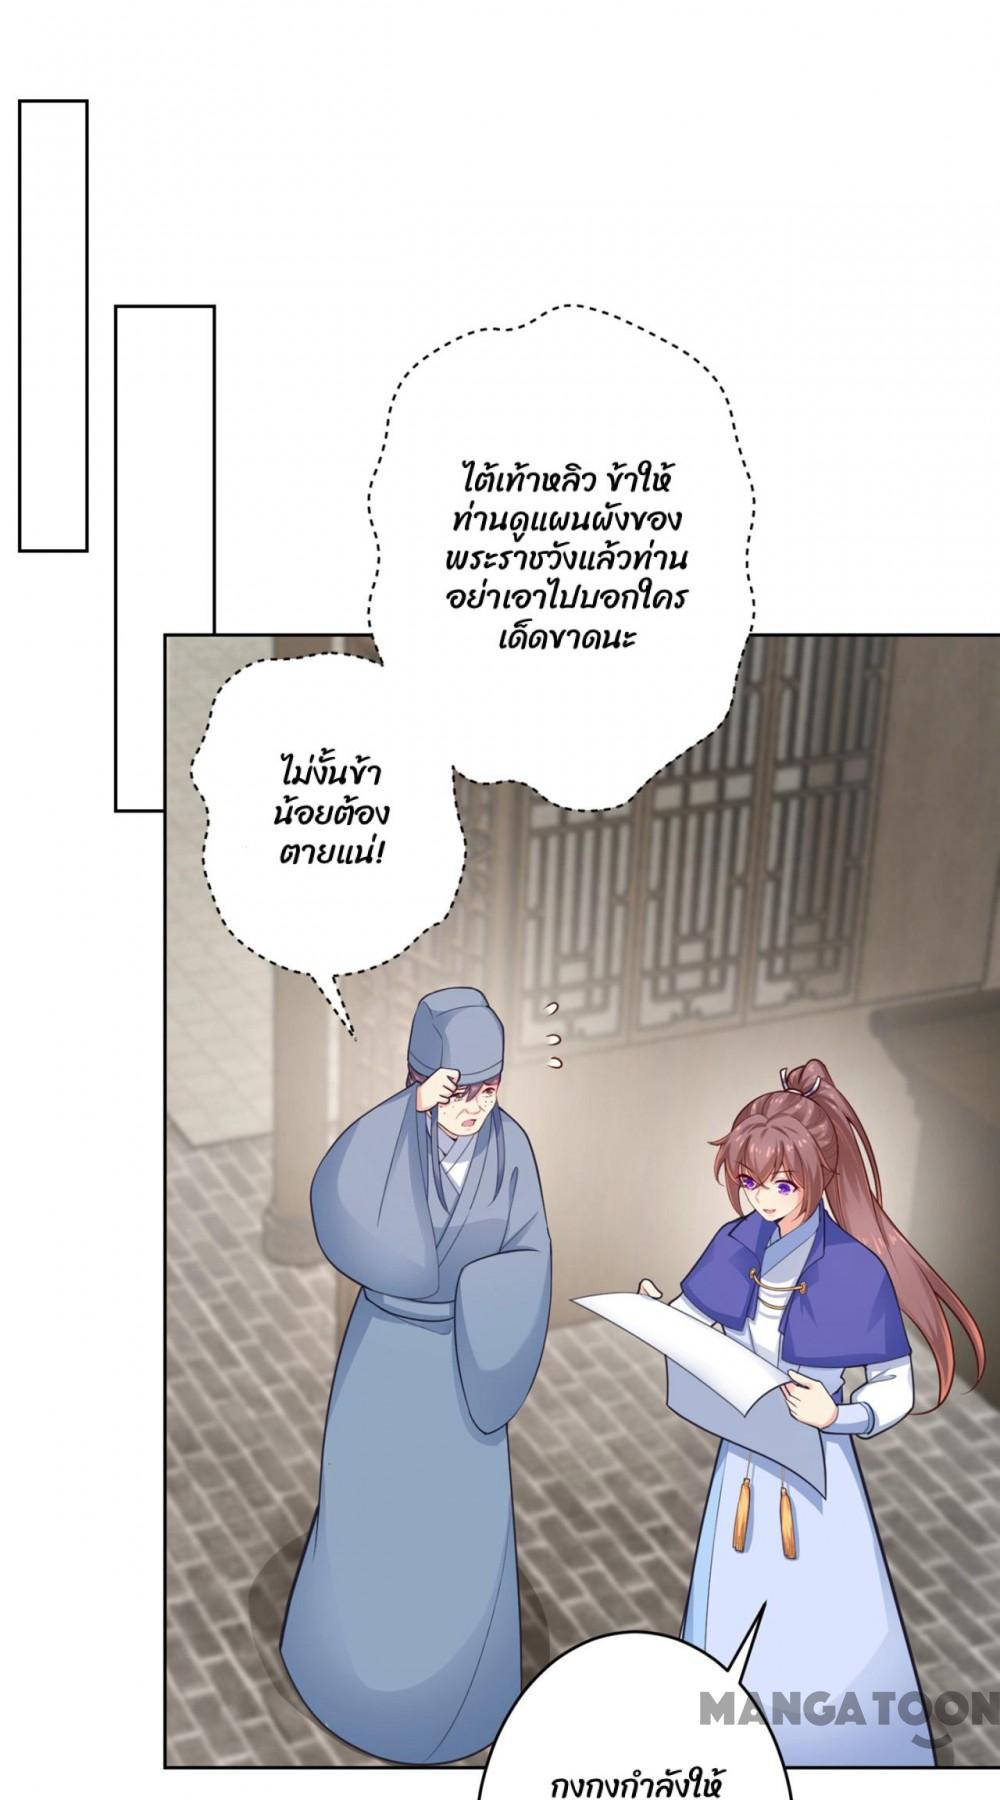 ไต้เท้าหลิว ข้าให้
ท่านดูแผนผังของ
พระราชวังแล้วท่าน
อย่าเอาไปบอกใคร
เด็ดขาดนะ
ไม่งั้นข้า
น้อยต้อง
ตายแน่!
MANGATOON
กงกงกำลังให้